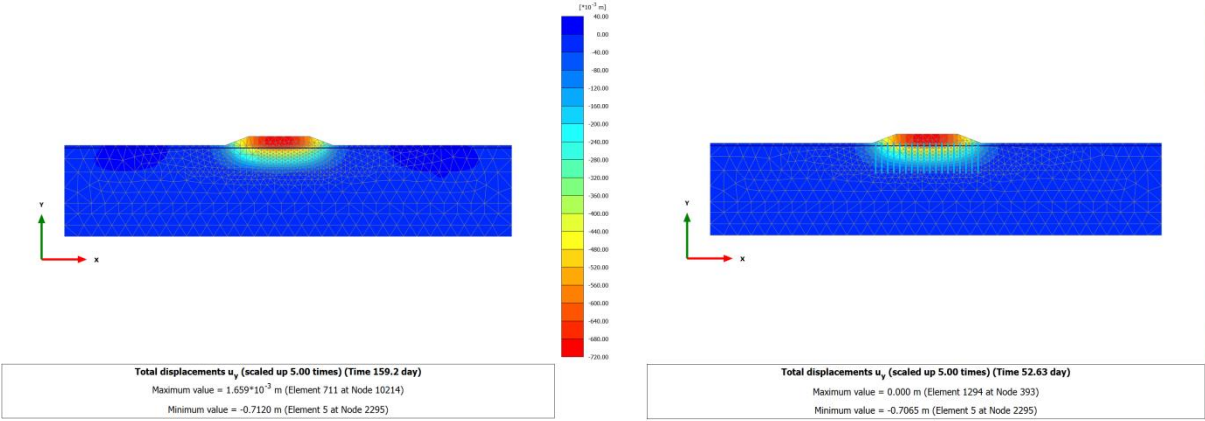 [*10⁻³ m]
40.00
0.00
-40.00
-80.00
-120.00
-160.00
-200.00
-240.00
-280.00
-320.00
-360.00
-400.00
-440.00
-480.00
-520.00
-560.00
-600.00
-640.00
-680.00
-720.00
Y
X
Y
X
Total displacements uy (scaled up 5.00 times) (Time 159.2 day)
Maximum value = 1.659*10⁻³ m (Element 711 at Node 10214)
Minimum value = -0.7120 m (Element 5 at Node 2295)
Total displacements uy (scaled up 5.00 times) (Time 52.63 day)
Maximum value = 0.000 m (Element 1294 at Node 393)
Minimum value = -0.7065 m (Element 5 at Node 2295)